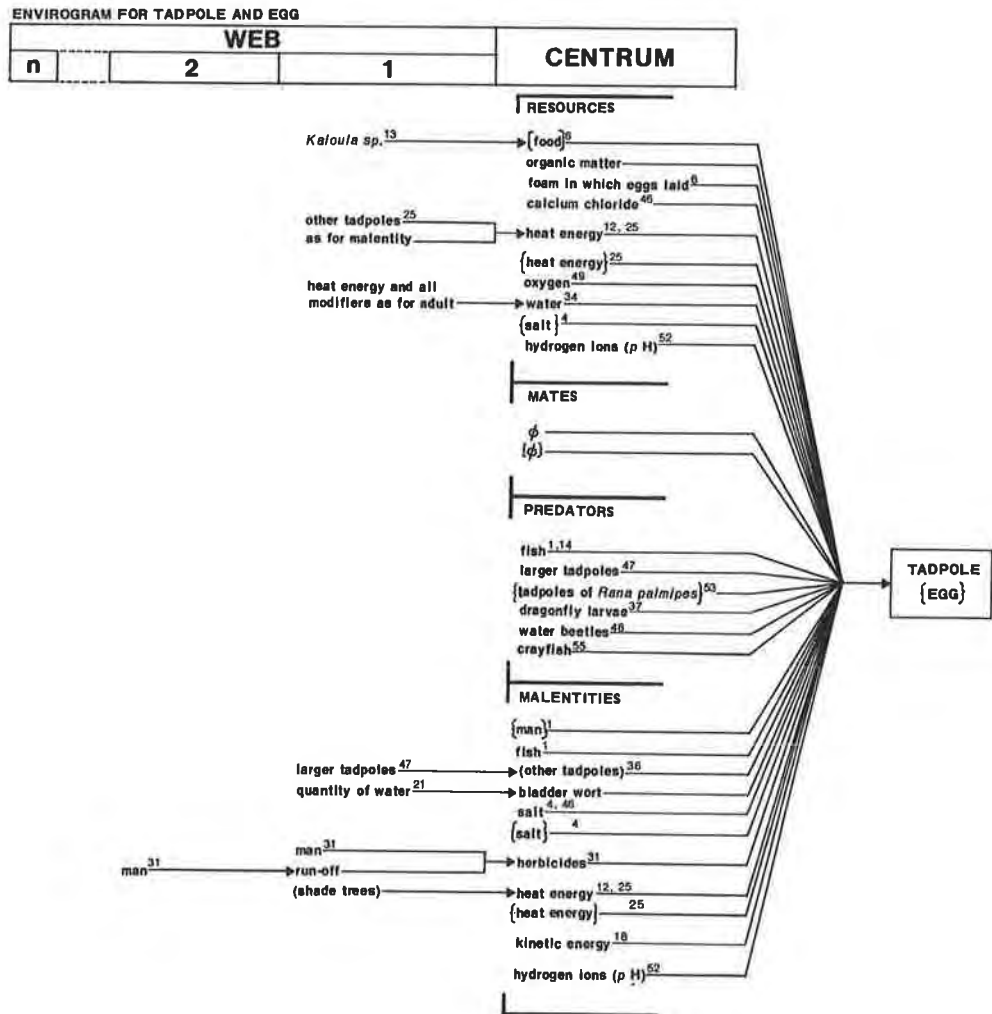 ENVIROGRAM FOR TADPOLE AND EGG
WEB
CENTRUM
n 2 1
RESOURCES
Kaloula sp.13 [food]6
organic matter
foam in which eggs laid6
calcium chloride46
other tadpoles25
as for malentity
heat energy12, 25
{heat energy}25
oxygen49
heat energy and all
modifiers as for adult
water34
{salt}4
hydrogen ions (p H)52
MATES
ϕ
[ϕ]
PREDATORS
fish1,14
larger tadpoles47
{tadpoles of Rana palmipes}53
dragonfly larvae37
water beetles48
crayfish55
TADPOLE
{EGG}
MALENTITIES
{man}1
fish1
larger tadpoles47 (other tadpoles)36
quantity of water21 bladder wort
salt4, 46
{salt} 4
man31
man31 run-off
herbicides31
(shade trees) heat energy12, 25
{heat energy} 25
kinetic energy18
hydrogen ions (p H)52